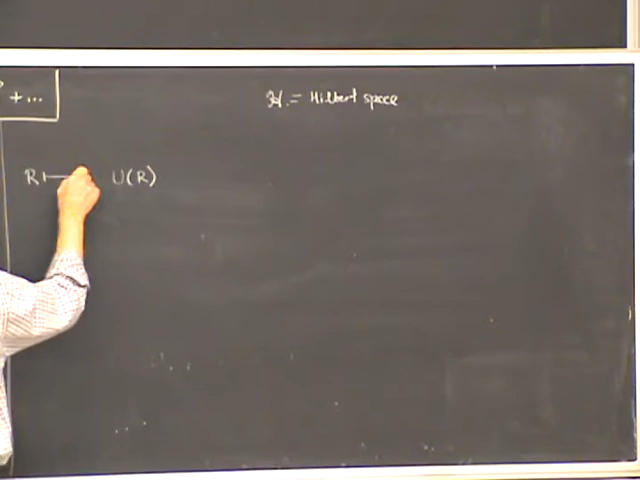 +...
ℋ = Hilbert space
R ↦ U(R)